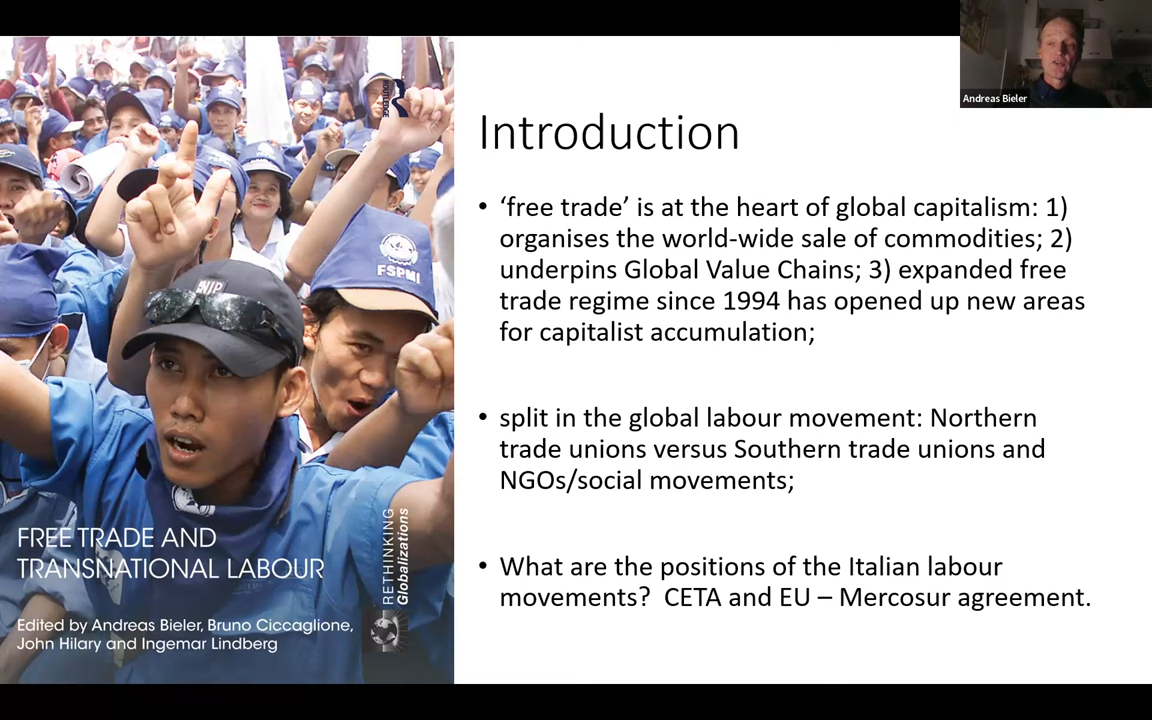 Andreas Bieler
Introduction
• ‘free trade’ is at the heart of global capitalism: 1)
organises the world-wide sale of commodities; 2)
underpins Global Value Chains; 3) expanded free
trade regime since 1994 has opened up new areas
for capitalist accumulation;
• split in the global labour movement: Northern
trade unions versus Southern trade unions and
NGOs/social movements;
• What are the positions of the Italian labour
movements?  CETA and EU – Mercosur agreement.
ROUTLEDGE
FSPMI
FREE TRADE AND
TRANSNATIONAL LABOUR
Edited by Andreas Bieler, Bruno Ciccaglione,
John Hilary and Ingemar Lindberg
RETHINKING
Globalizations